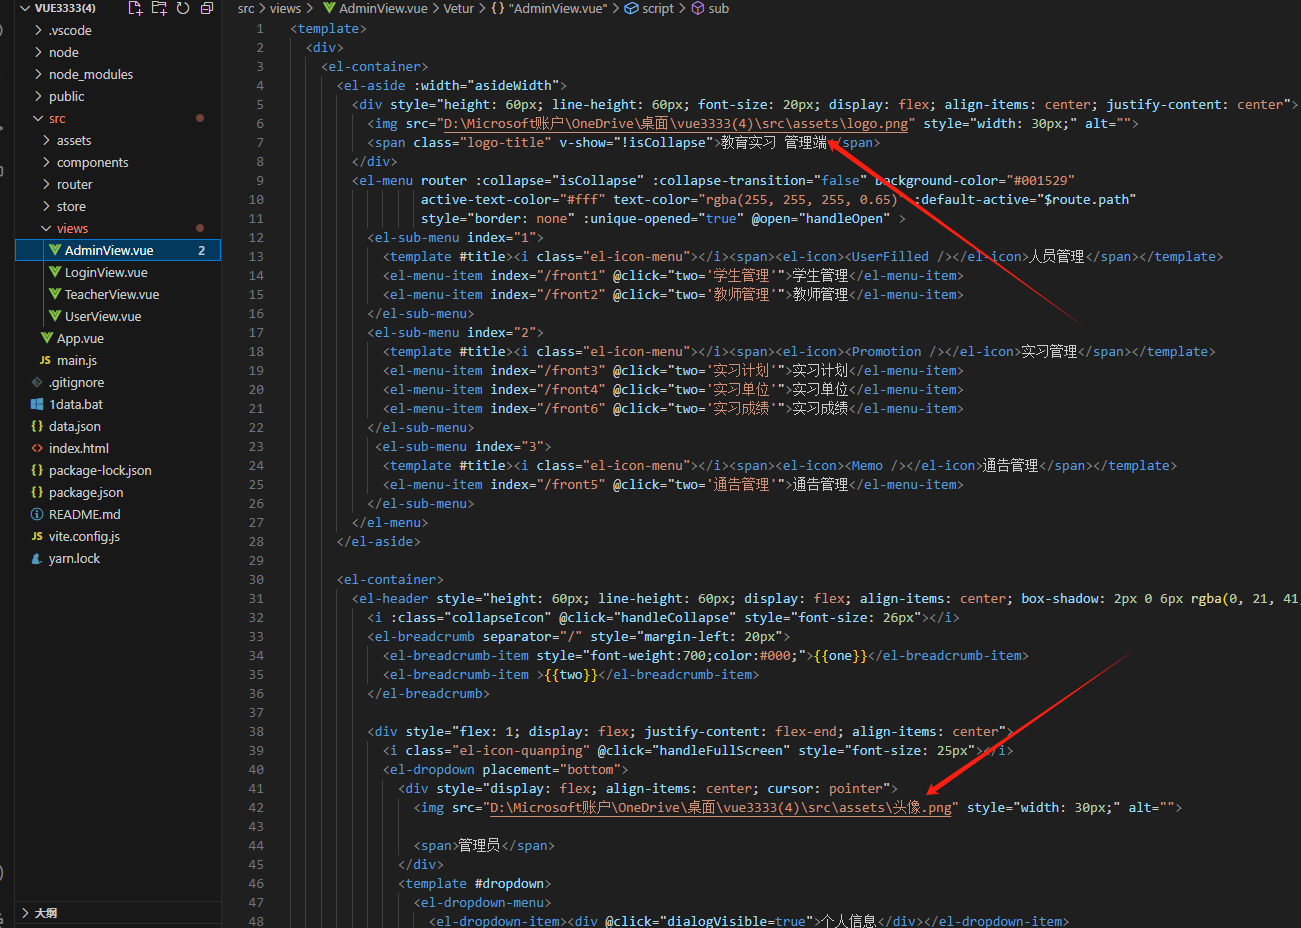 VUE3333(4)
.vscode
node
node_modules
public
src
assets
components
router
store
views
AdminView.vue 2
LoginView.vue
TeacherView.vue
UserView.vue
App.vue
JS main.js
.gitignore
1data.bat
{} data.json
<> index.html
{} package-lock.json
{} package.json
README.md
JS vite.config.js
yarn.lock
大纲
src > views > AdminView.vue > Vetur > {} "AdminView.vue" > script > sub
1 <template>
2 <div>
3 <el-container>
4 <el-aside :width="asideWidth">
5 <div style="height: 60px; line-height: 60px; font-size: 20px; display: flex; align-items: center; justify-content: center">
6 <img src="D:\Microsoft账户\OneDrive\桌面\vue3333(4)\src\assets\logo.png" style="width: 30px;" alt="">
7 <span class="logo-title" v-show="!isCollapse">教育实习 管理端</span>
8 </div>
9 <el-menu router :collapse="isCollapse" :collapse-transition="false" background-color="#001529"
10 active-text-color="#fff" text-color="rgba(255, 255, 255, 0.65)" :default-active="$route.path"
11 style="border: none" :unique-opened="true" @open="handleOpen" >
12 <el-sub-menu index="1">
13 <template #title><i class="el-icon-menu"></i><span><el-icon><UserFilled /></el-icon>人员管理</span></template>
14 <el-menu-item index="/front1" @click="two='学生管理'">学生管理</el-menu-item>
15 <el-menu-item index="/front2" @click="two='教师管理'">教师管理</el-menu-item>
16 </el-sub-menu>
17 <el-sub-menu index="2">
18 <template #title><i class="el-icon-menu"></i><span><el-icon><Promotion /></el-icon>实习管理</span></template>
19 <el-menu-item index="/front3" @click="two='实习计划'">实习计划</el-menu-item>
20 <el-menu-item index="/front4" @click="two='实习单位'">实习单位</el-menu-item>
21 <el-menu-item index="/front6" @click="two='实习成绩'">实习成绩</el-menu-item>
22 </el-sub-menu>
23 <el-sub-menu index="3">
24 <template #title><i class="el-icon-menu"></i><span><el-icon><Memo /></el-icon>通告管理</span></template>
25 <el-menu-item index="/front5" @click="two='通告管理'">通告管理</el-menu-item>
26 </el-sub-menu>
27 </el-menu>
28 </el-aside>
29
30 <el-container>
31 <el-header style="height: 60px; line-height: 60px; display: flex; align-items: center; box-shadow: 2px 0 6px rgba(0, 21, 41,
32 <i :class="collapseIcon" @click="handleCollapse" style="font-size: 26px"></i>
33 <el-breadcrumb separator="/" style="margin-left: 20px">
34 <el-breadcrumb-item style="font-weight:700;color:#000;">{{one}}</el-breadcrumb-item>
35 <el-breadcrumb-item >{{two}}</el-breadcrumb-item>
36 </el-breadcrumb>
37
38 <div style="flex: 1; display: flex; justify-content: flex-end; align-items: center">
39 <i class="el-icon-quanping" @click="handleFullScreen" style="font-size: 25px"></i>
40 <el-dropdown placement="bottom">
41 <div style="display: flex; align-items: center; cursor: pointer">
42 <img src="D:\Microsoft账户\OneDrive\桌面\vue3333(4)\src\assets\头像.png" style="width: 30px;" alt="">
43
44 <span>管理员</span>
45 </div>
46 <template #dropdown>
47 <el-dropdown-menu>
48 <el-dropdown-item><div @click="dialogVisible=true">个人信息</div></el-dropdown-item>